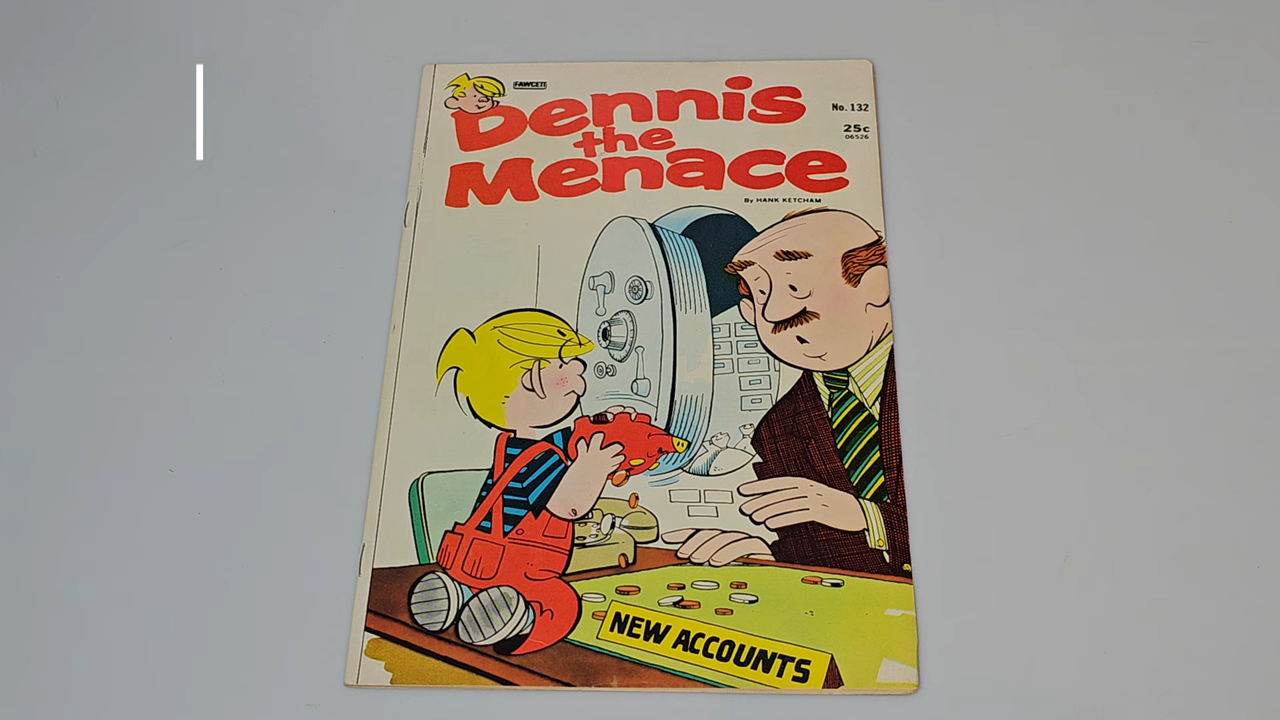 FAWCETT
Dennis
the
Menace
No. 132
25c
06526
By HANK KETCHAM
NEW ACCOUNTS